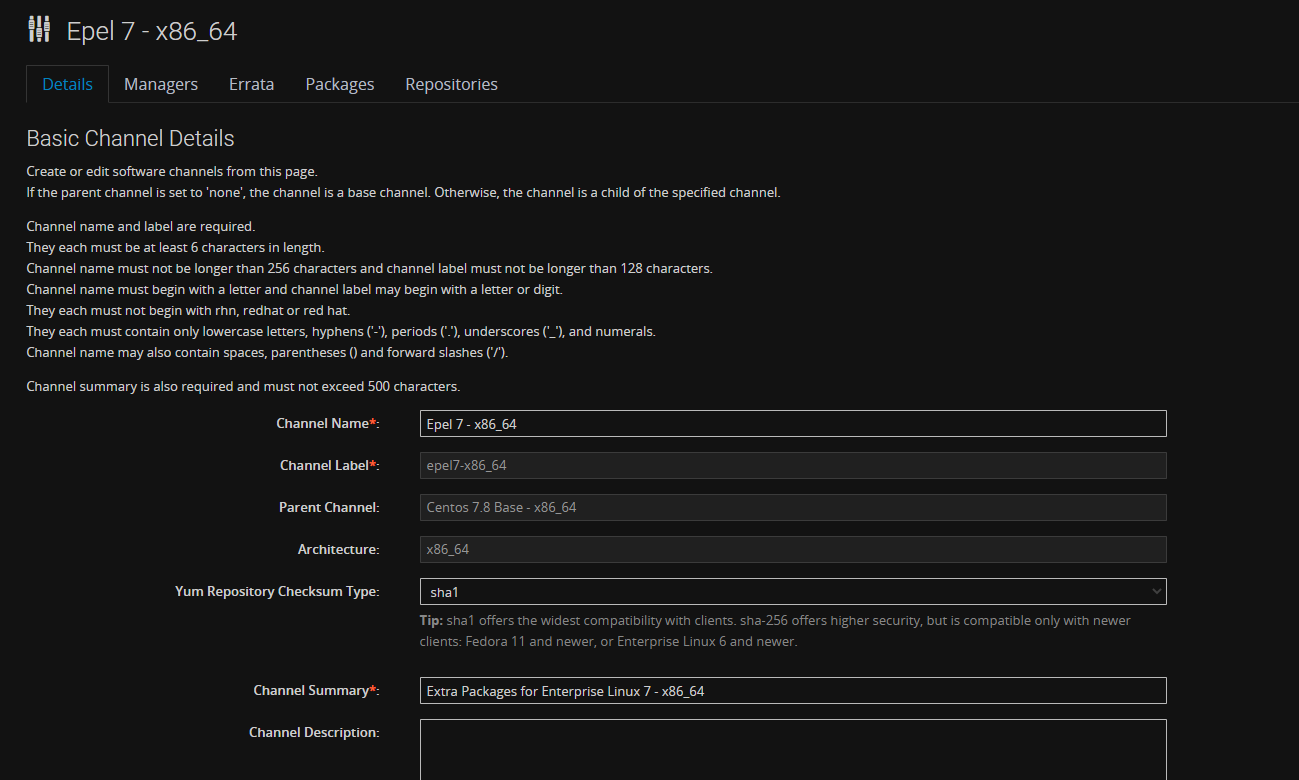 Epel 7 - x86_64
Details Managers Errata Packages Repositories
Basic Channel Details
Create or edit software channels from this page.
If the parent channel is set to 'none', the channel is a base channel. Otherwise, the channel is a child of the specified channel.
Channel name and label are required.
They each must be at least 6 characters in length.
Channel name must not be longer than 256 characters and channel label must not be longer than 128 characters.
Channel name must begin with a letter and channel label may begin with a letter or digit.
They each must not begin with rhn, redhat or red hat.
They each must contain only lowercase letters, hyphens ('-'), periods ('.'), underscores ('_'), and numerals.
Channel name may also contain spaces, parentheses () and forward slashes ('/').
Channel summary is also required and must not exceed 500 characters.
Channel Name*: Epel 7 - x86_64
Channel Label*: epel7-x86_64
Parent Channel: Centos 7.8 Base - x86_64
Architecture: x86_64
Yum Repository Checksum Type: sha1
Tip: sha1 offers the widest compatibility with clients. sha-256 offers higher security, but is compatible only with newer
clients: Fedora 11 and newer, or Enterprise Linux 6 and newer.
Channel Summary*: Extra Packages for Enterprise Linux 7 - x86_64
Channel Description: